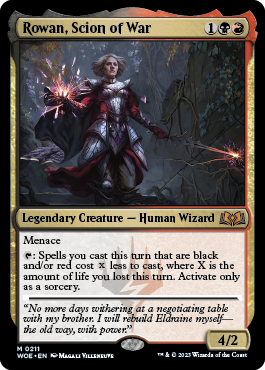 Rowan, Scion of War 1
Legendary Creature — Human Wizard
Menace
: Spells you cast this turn that are black
and/or red cost X less to cast, where X is the
amount of life you lost this turn. Activate only
as a sorcery.
“No more days withering at a negotiating table
with my brother. I will rebuild Eldraine myself—
the old way, with power.”
4/2
M 0211
WOE • EN Magali Villeneuve
™ & © 2023 Wizards of the Coast